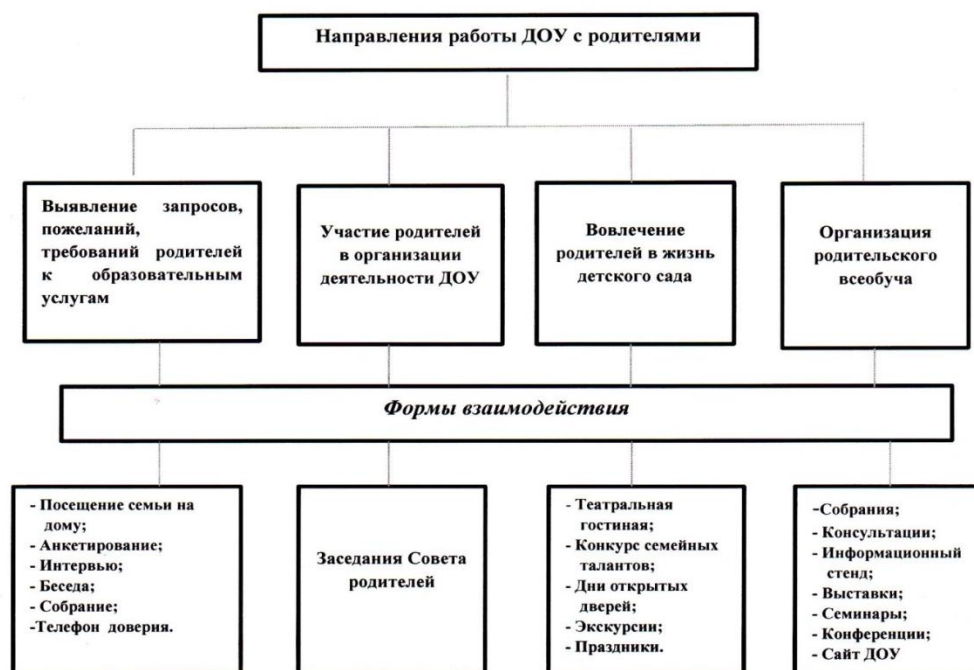 Направления работы ДОУ с родителями
Выявление запросов,
пожеланий,
требований родителей
к образовательным
услугам
Участие родителей
в организации
деятельности ДОУ
Вовлечение
родителей в жизнь
детского сада
Организация
родительского
всеобуча
Формы взаимодействия
- Посещение семьи на
дому;
- Анкетирование;
- Интервью;
- Беседа;
- Собрание;
-Телефон доверия.
Заседания Совета
родителей
- Театральная
гостиная;
- Конкурс семейных
талантов;
- Дни открытых
дверей;
- Экскурсии;
- Праздники.
-Собрания;
- Консультации;
- Информационный
стенд;
- Выставки;
- Семинары;
- Конференции;
- Сайт ДОУ